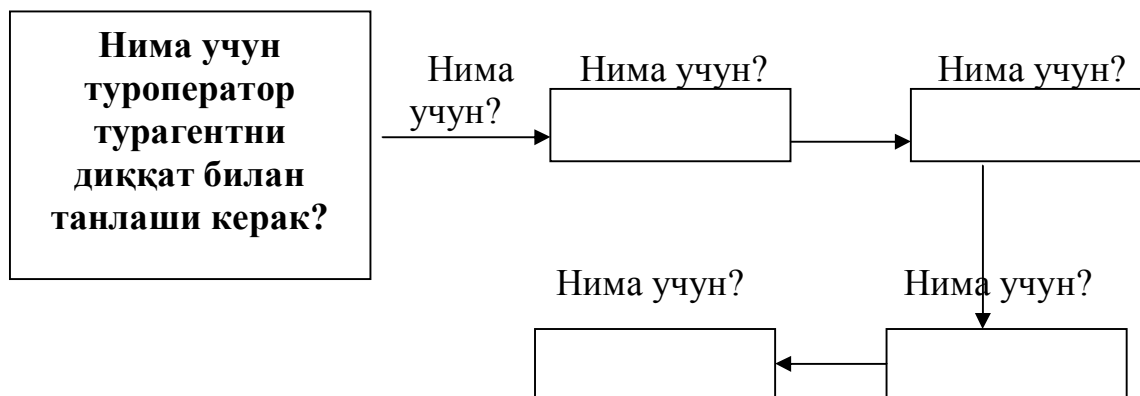 Нима учун
туроператор
турагентни
диққат билан
танлаши керак?
Нима
учун?
Нима учун?
Нима учун?
Нима учун?
Нима учун?